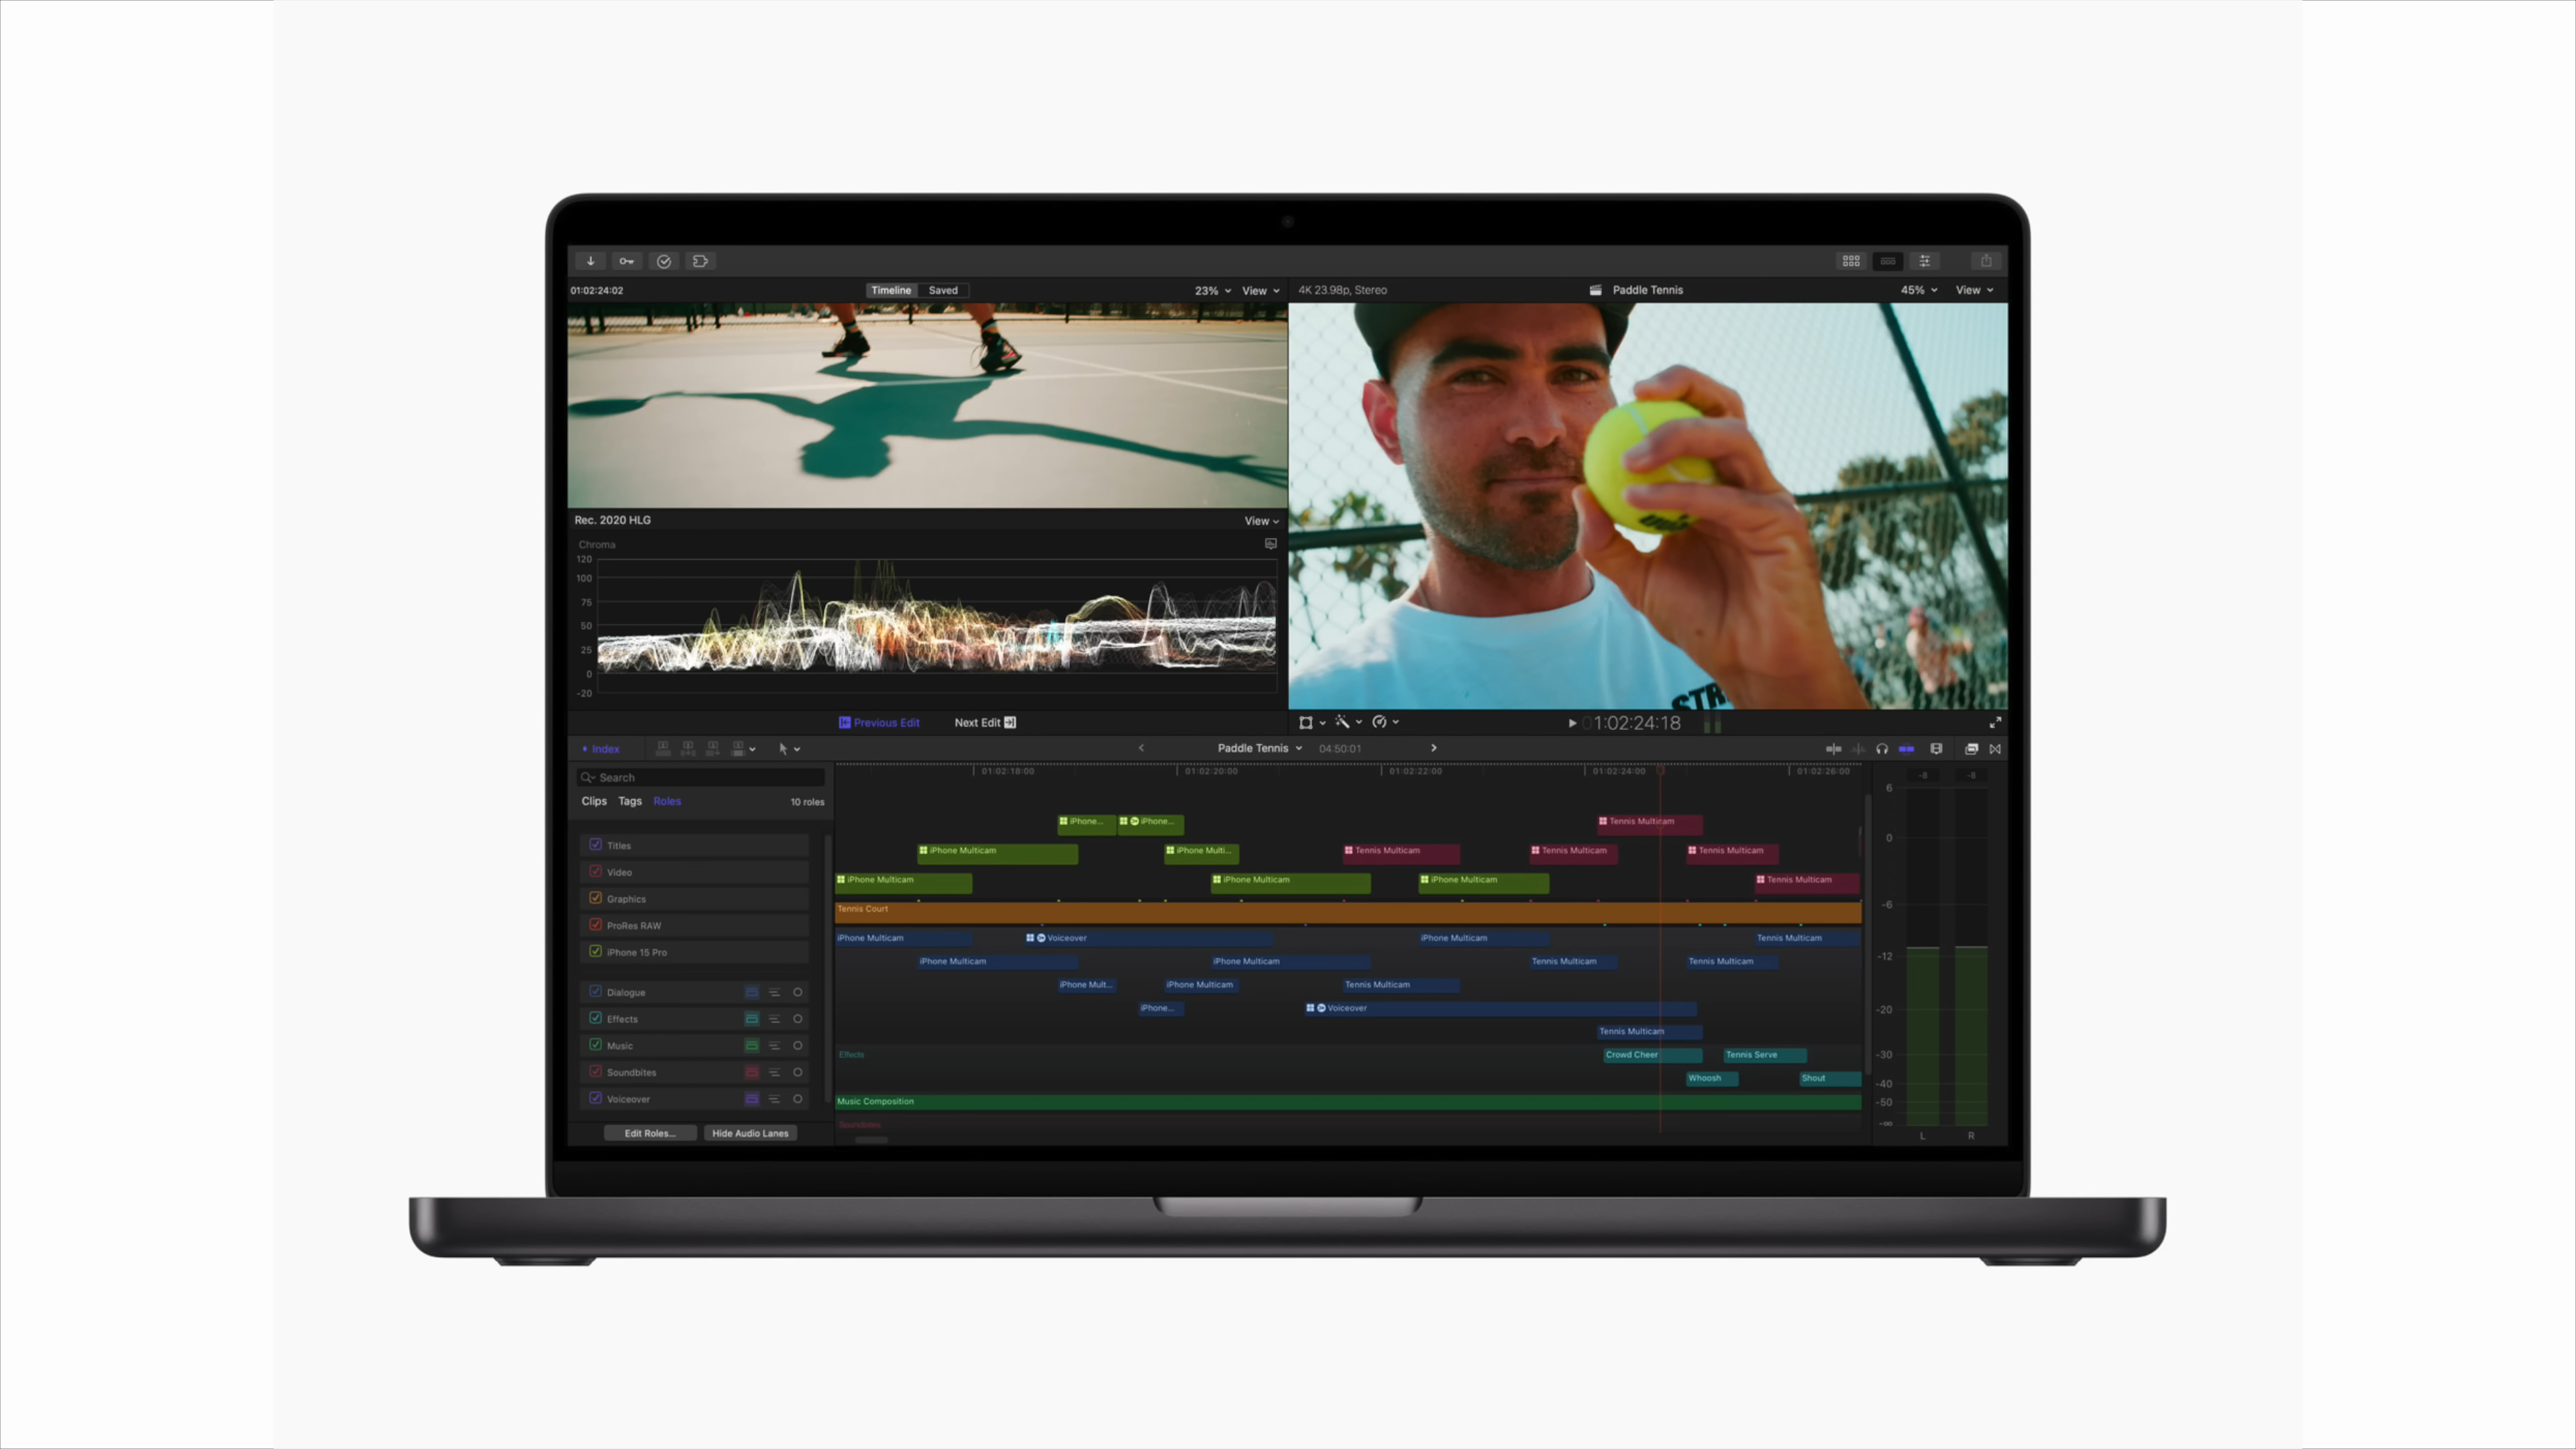 01:02:24:02
Timeline Saved
23% View
4K 23.98p, Stereo
Paddle Tennis
45% View
Rec. 2020 HLG
View
Chroma
120
100
75
50
25
0
-20
STR
Previous Edit
Next Edit
01:02:24:18
Index
Paddle Tennis
04:50:01
Search
Clips Tags Roles
10 roles
Titles
Video
Graphics
ProRes RAW
iPhone 15 Pro
Dialogue
Effects
Music
Soundbites
Voiceover
Edit Roles...
Hide Audio Lanes
01:02:18:00 01:02:20:00 01:02:22:00 01:02:24:00 01:02:26:00
iPhone... iPhone... Tennis Multicam
iPhone Multicam iPhone Multi... Tennis Multicam Tennis Multicam Tennis Multicam
iPhone Multicam iPhone Multicam iPhone Multicam Tennis Multicam
Tennis Court
iPhone Multicam Voiceover iPhone Multicam Tennis Multicam
iPhone Multicam iPhone Multicam Tennis Multicam Tennis Multicam
iPhone Mult... iPhone Multicam Tennis Multicam
iPhone... Voiceover
Tennis Multicam
Effects Crowd Cheer Tennis Serve
Whoosh Shout
Music Composition
Soundbites
-8 -8
6
0
-6
-12
-20
-30
-40
-50
-∞
L R